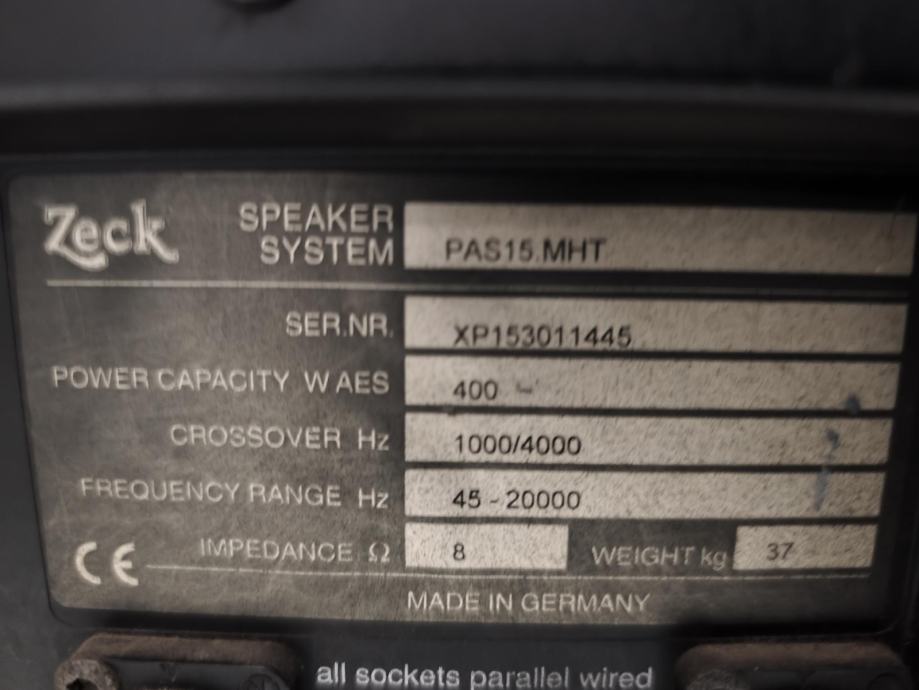 Zeck SPEAKER SYSTEM PAS15.MHT
SER.NR. XP153011445
POWER CAPACITY W AES 400 -
CROSSOVER Hz 1000/4000
FREQUENCY RANGE Hz 45 - 20000
CE IMPEDANCE Ω 8 WEIGHT kg 37
MADE IN GERMANY
all sockets parallel wired